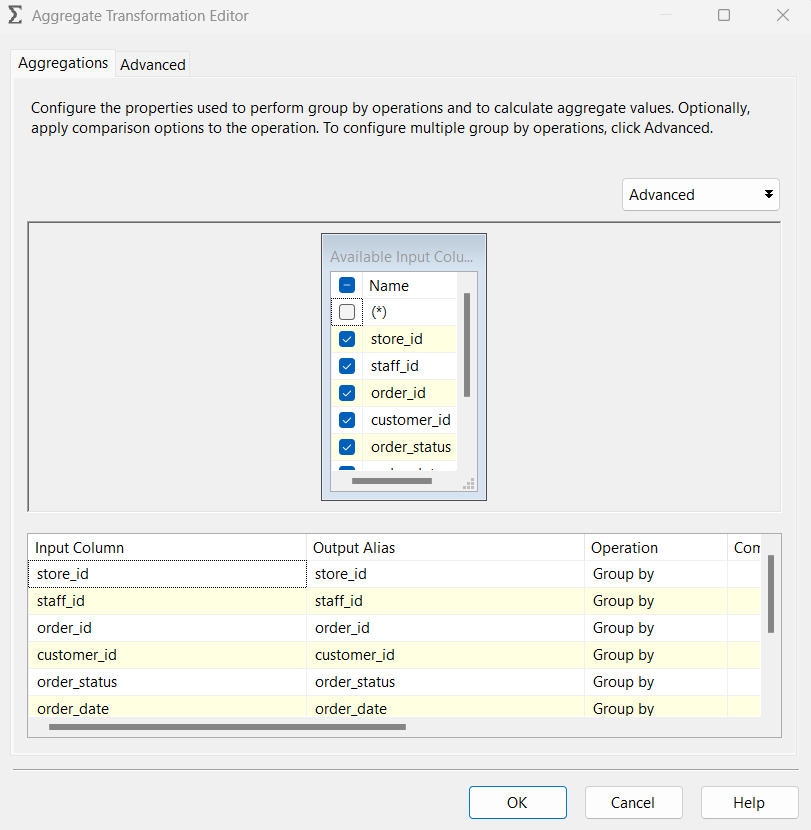 Aggregate Transformation Editor
Aggregations Advanced
Configure the properties used to perform group by operations and to calculate aggregate values. Optionally,
apply comparison options to the operation. To configure multiple group by operations, click Advanced.
Advanced
Available Input Colu...
Name
(*)
store_id
staff_id
order_id
customer_id
order_status
Input Column Output Alias Operation Com
store_id store_id Group by
staff_id staff_id Group by
order_id order_id Group by
customer_id customer_id Group by
order_status order_status Group by
order_date order_date Group by
OK Cancel Help